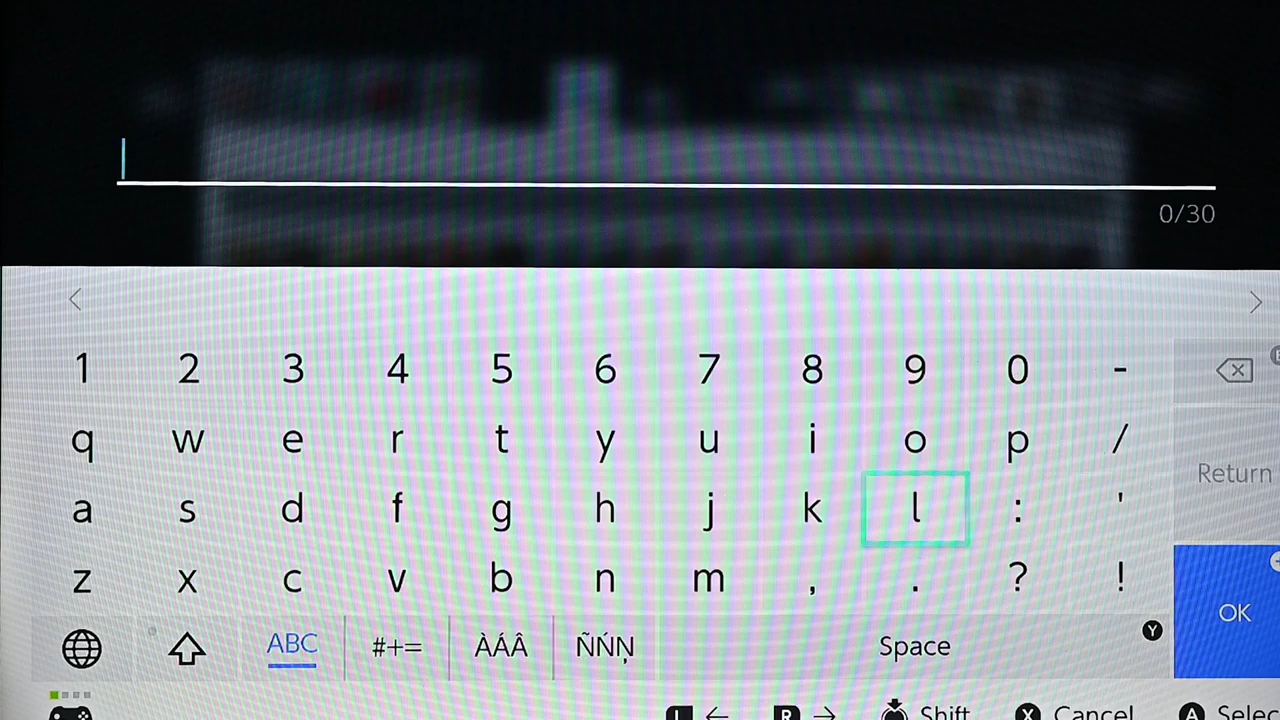 0/30
1 2 3 4 5 6 7 8 9 0 -
q w e r t y u i o p /
a s d f g h j k l : '
Return
z x c v b n m , . ? !
OK
ABC #+= ÀÁÂ ÑŃŅ Space Y
L ← R → Shift X Cancel A Selec